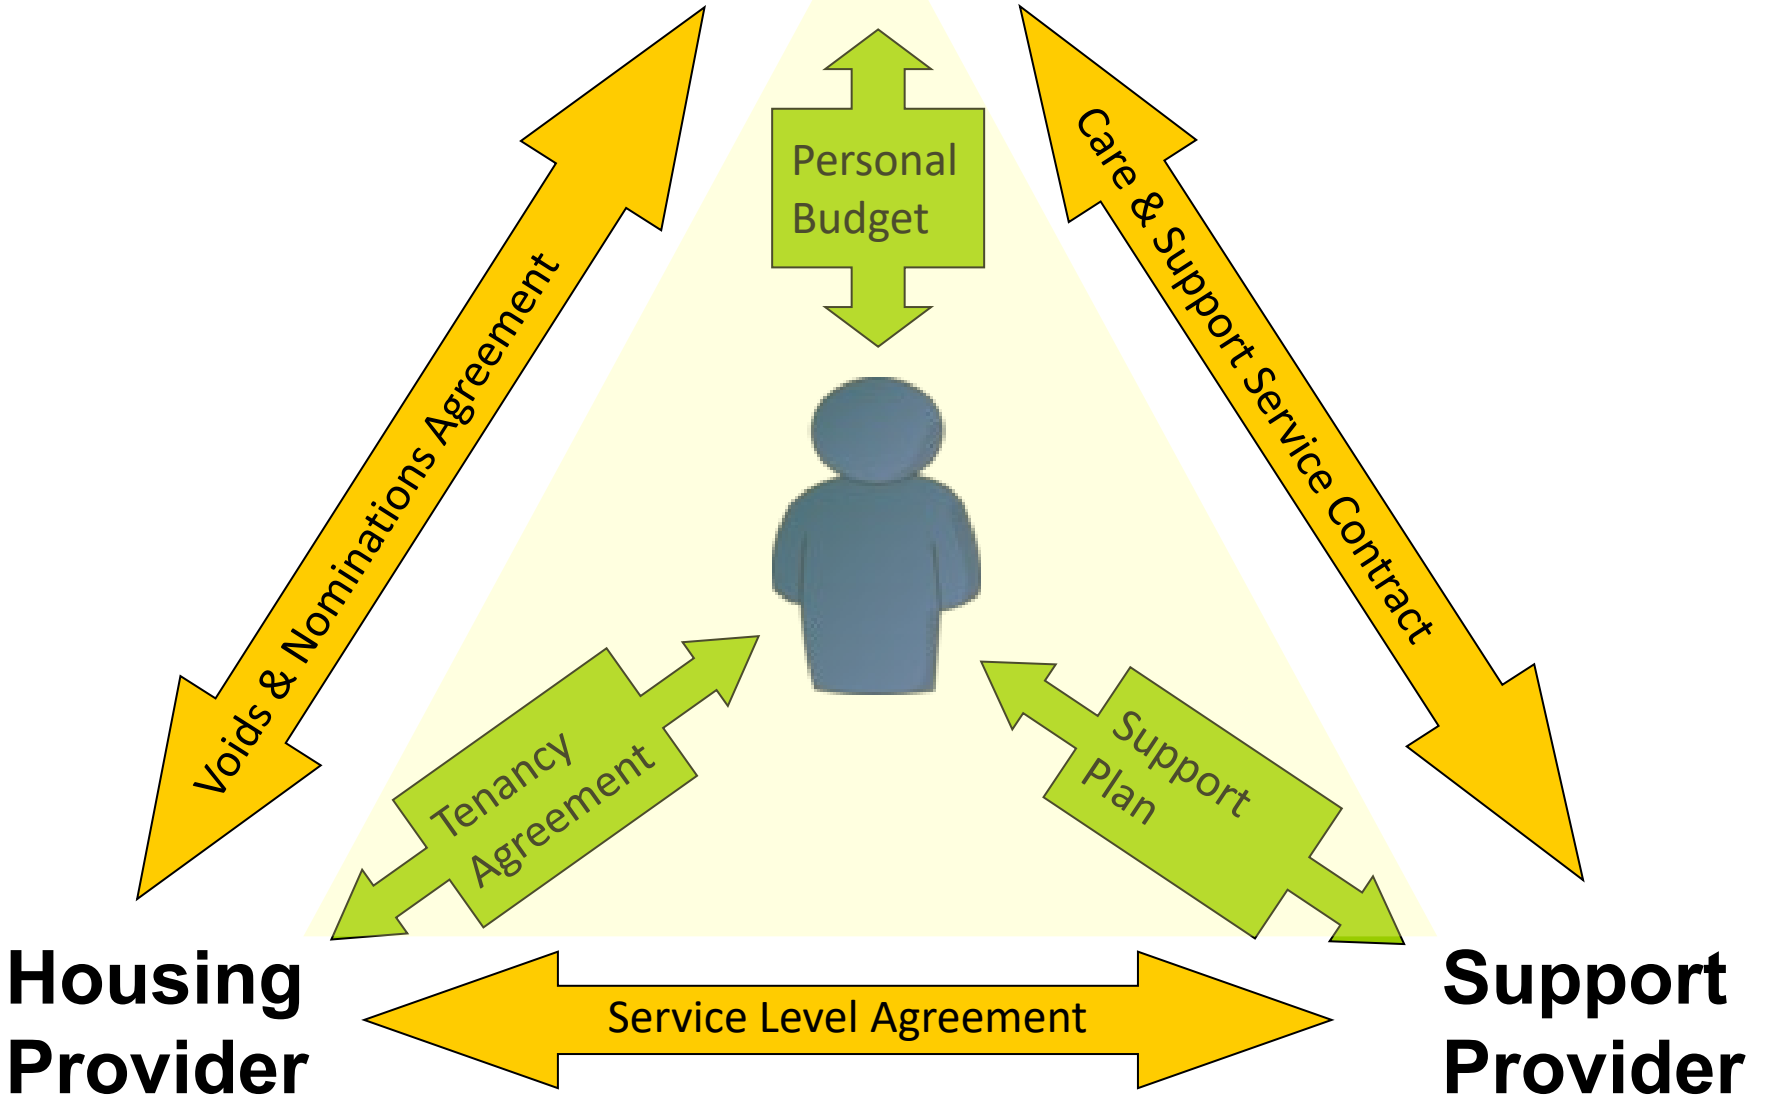 Personal
Budget
Care & Support Service Contract
Voids & Nominations Agreement
Tenancy
Agreement
Support
Plan
Housing
Provider
Service Level Agreement
Support
Provider